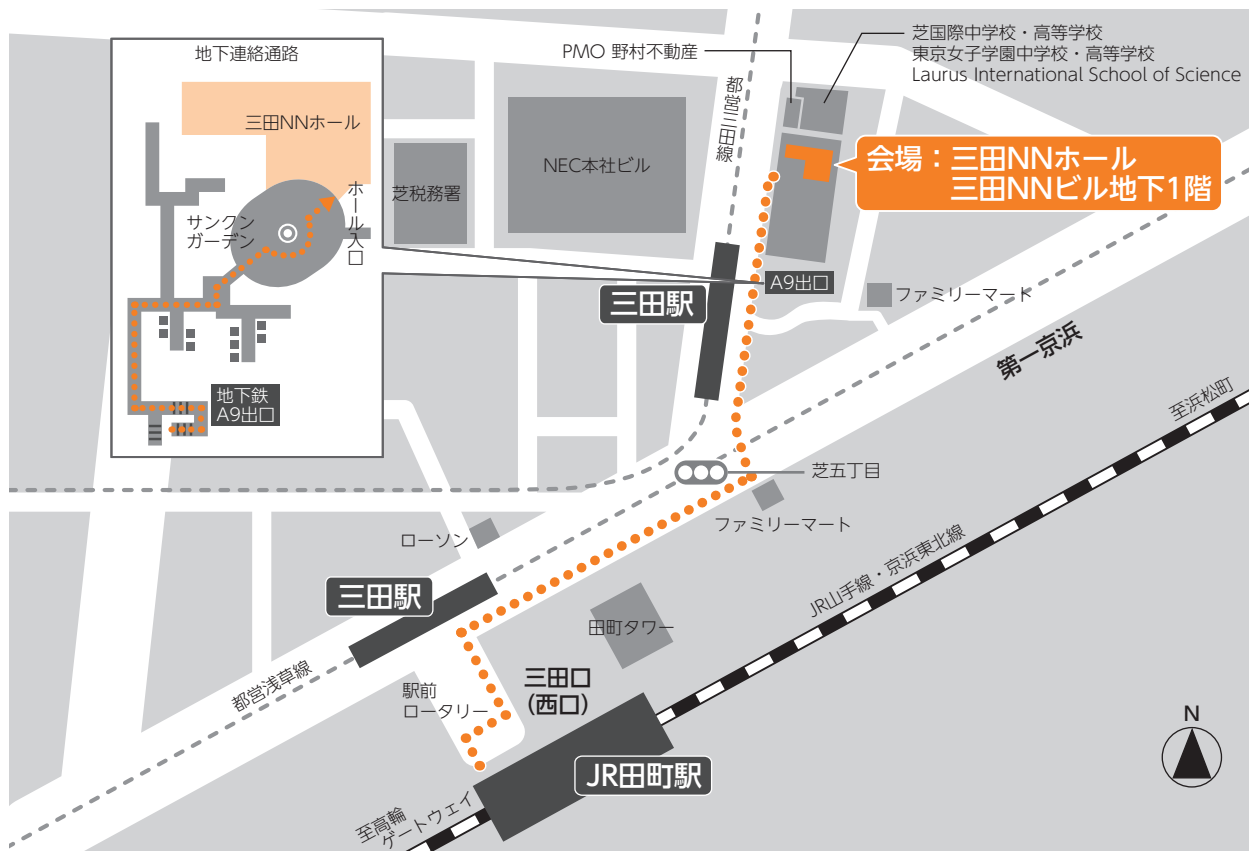 地下連絡通路
三田NNホール
サンクン
ガーデン
ホール入口
地下鉄
A9出口
芝税務署
NEC本社ビル
PMO 野村不動産
都営三田線
芝国際中学校・高等学校
東京女子学園中学校・高等学校
Laurus International School of Science
会場：三田NNホール
三田NNビル地下1階
三田駅
A9出口
ファミリーマート
第一京浜
至浜松町
芝五丁目
ファミリーマート
ローソン
JR山手線・京浜東北線
三田駅
田町タワー
都営浅草線
駅前
ロータリー
三田口
(西口)
JR田町駅
至高輪
ゲートウェイ
N